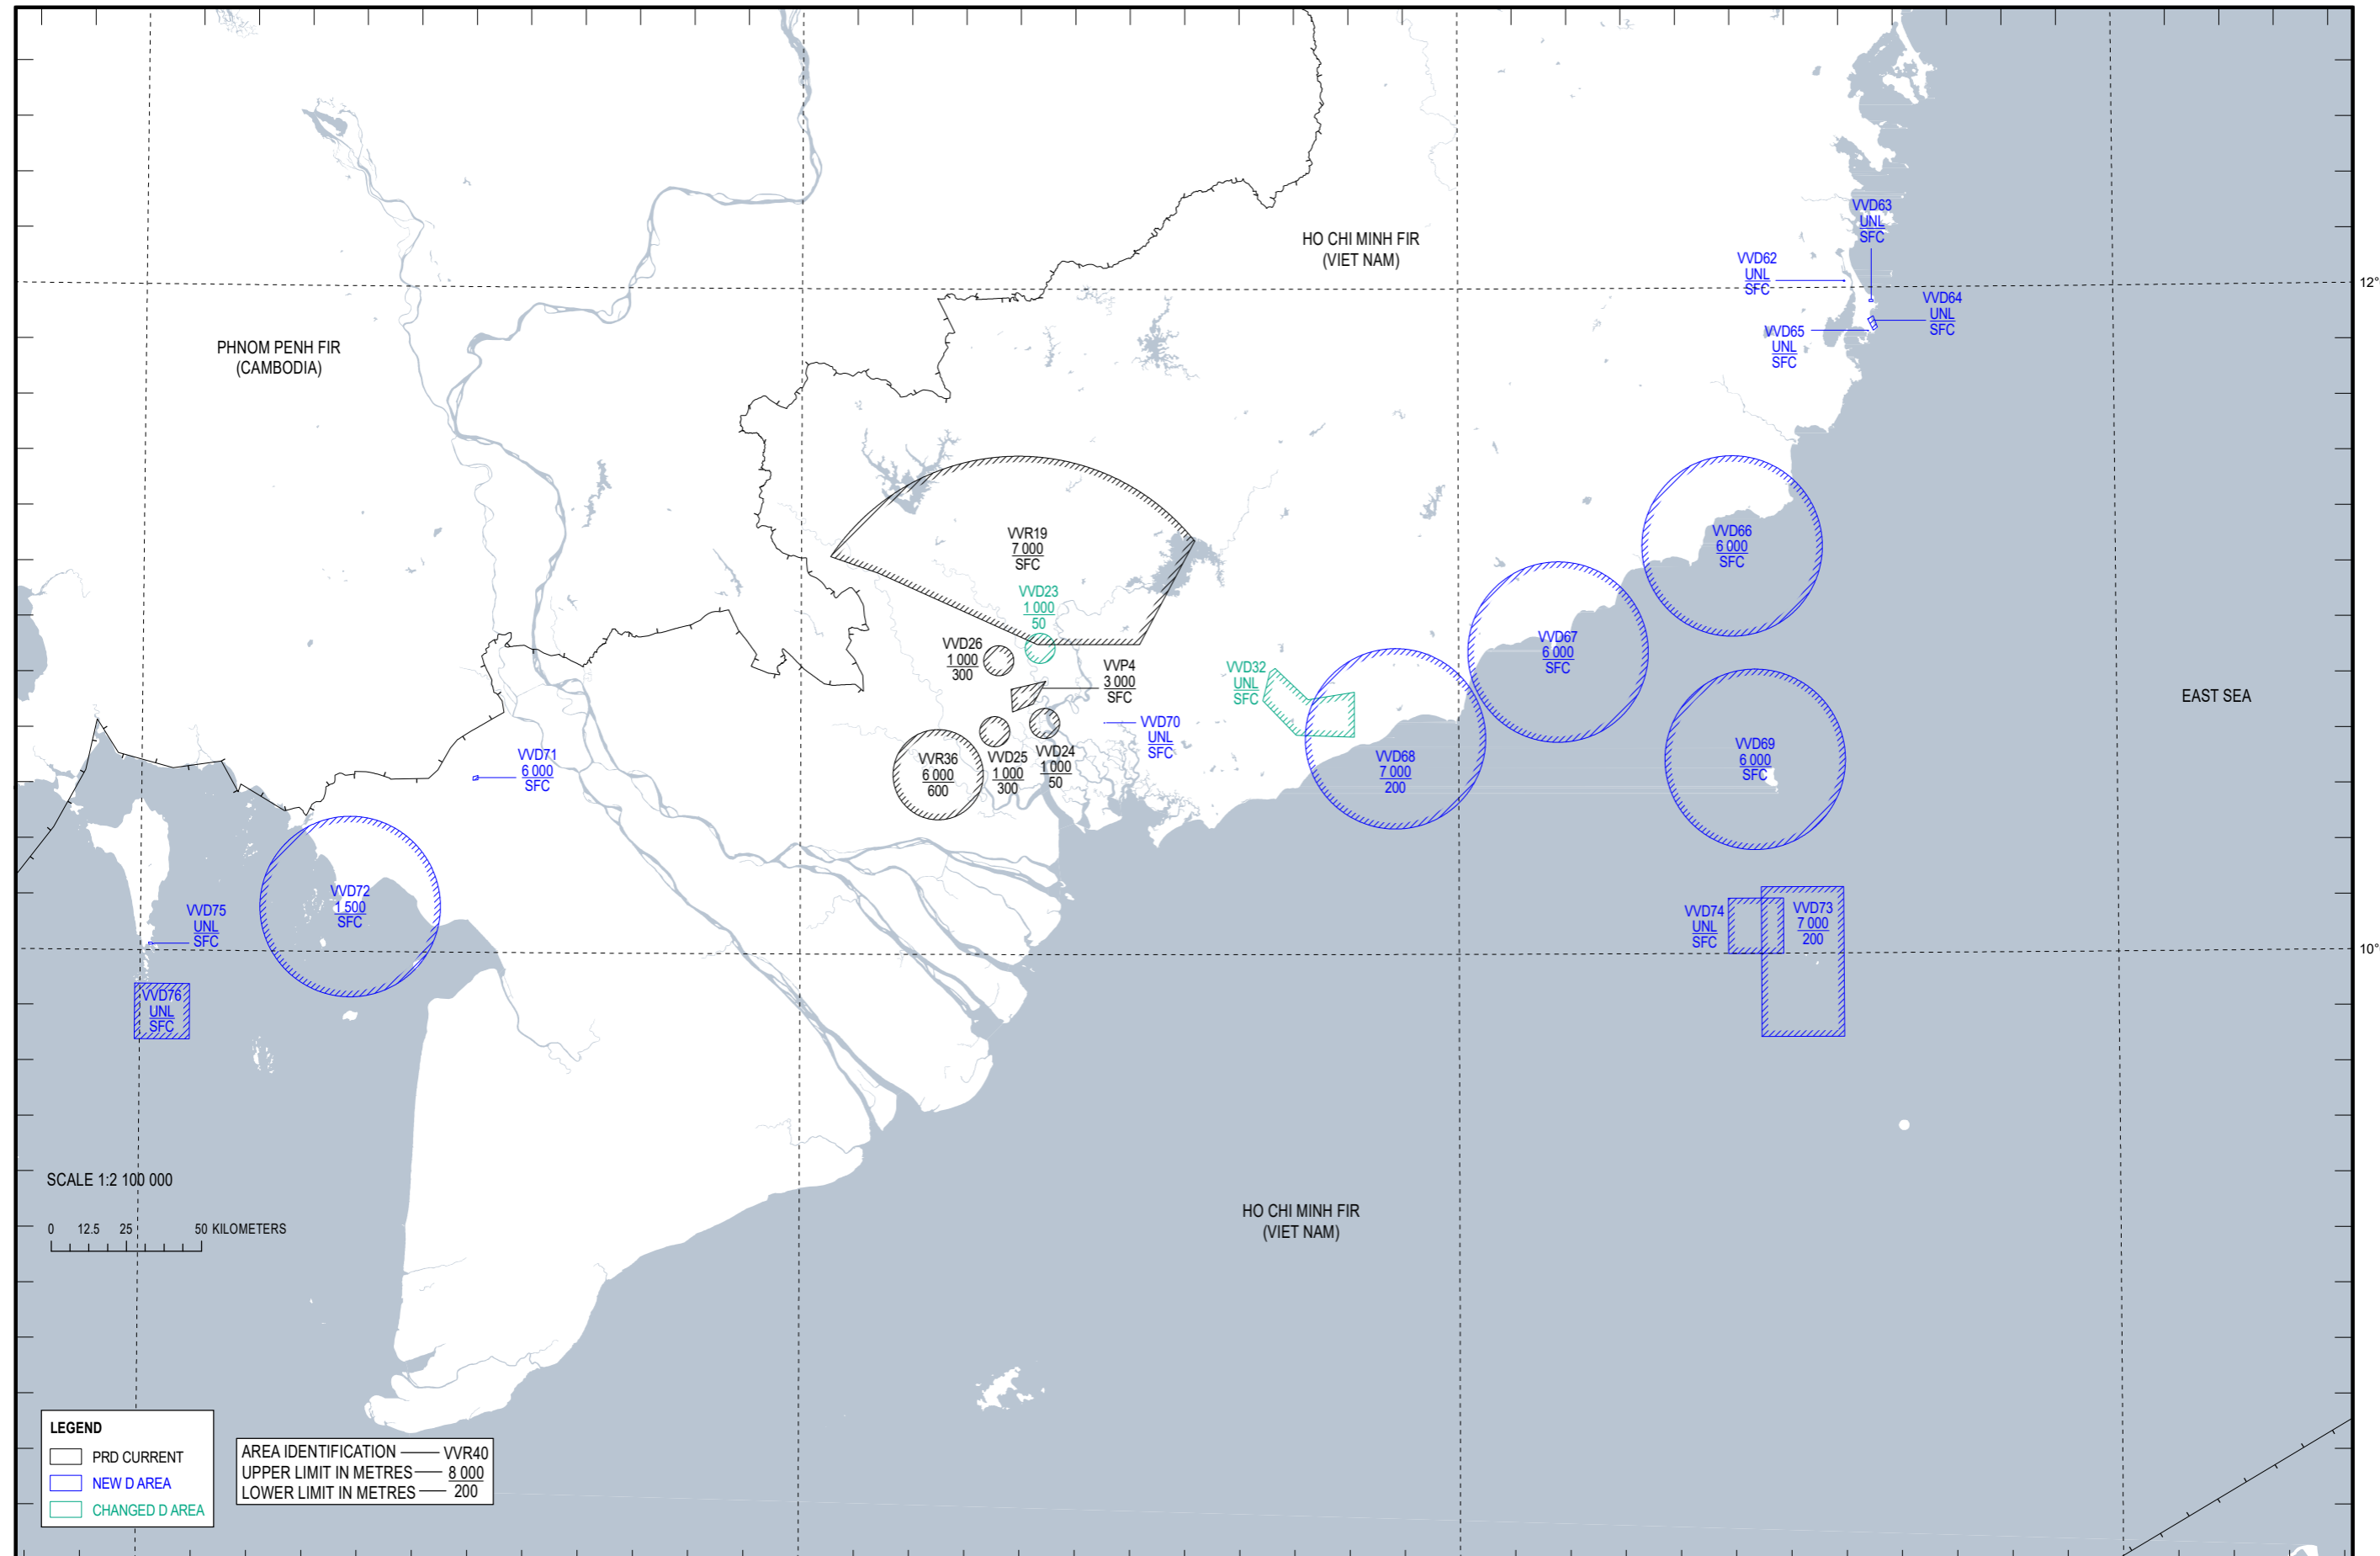 VVD63
UNL
SFC
HO CHI MINH FIR
(VIET NAM)
VVD62
UNL
SFC
12°
VVD64
UNL
SFC
VVD65
UNL
SFC
PHNOM PENH FIR
(CAMBODIA)
VVR19
7 000
SFC
VVD66
6 000
SFC
VVD23
1 000
50
VVD26
1 000
300
VVD67
6 000
SFC
VVP4
3 000
SFC
VVD32
UNL
SFC
EAST SEA
VVD70
UNL
SFC
VVD71
6 000
SFC
VVR36
6 000
600
VVD25
1 000
300
VVD24
1 000
50
VVD68
7 000
200
VVD69
6 000
SFC
VVD72
1 500
SFC
VVD75
UNL
SFC
VVD74
UNL
SFC
VVD73
7 000
200
10°
VVD76
UNL
SFC
SCALE 1:2 100 000
0 12.5 25 50 KILOMETERS
HO CHI MINH FIR
(VIET NAM)
LEGEND
PRD CURRENT
NEW D AREA
CHANGED D AREA
AREA IDENTIFICATION VVR40
UPPER LIMIT IN METRES 8 000
LOWER LIMIT IN METRES 200